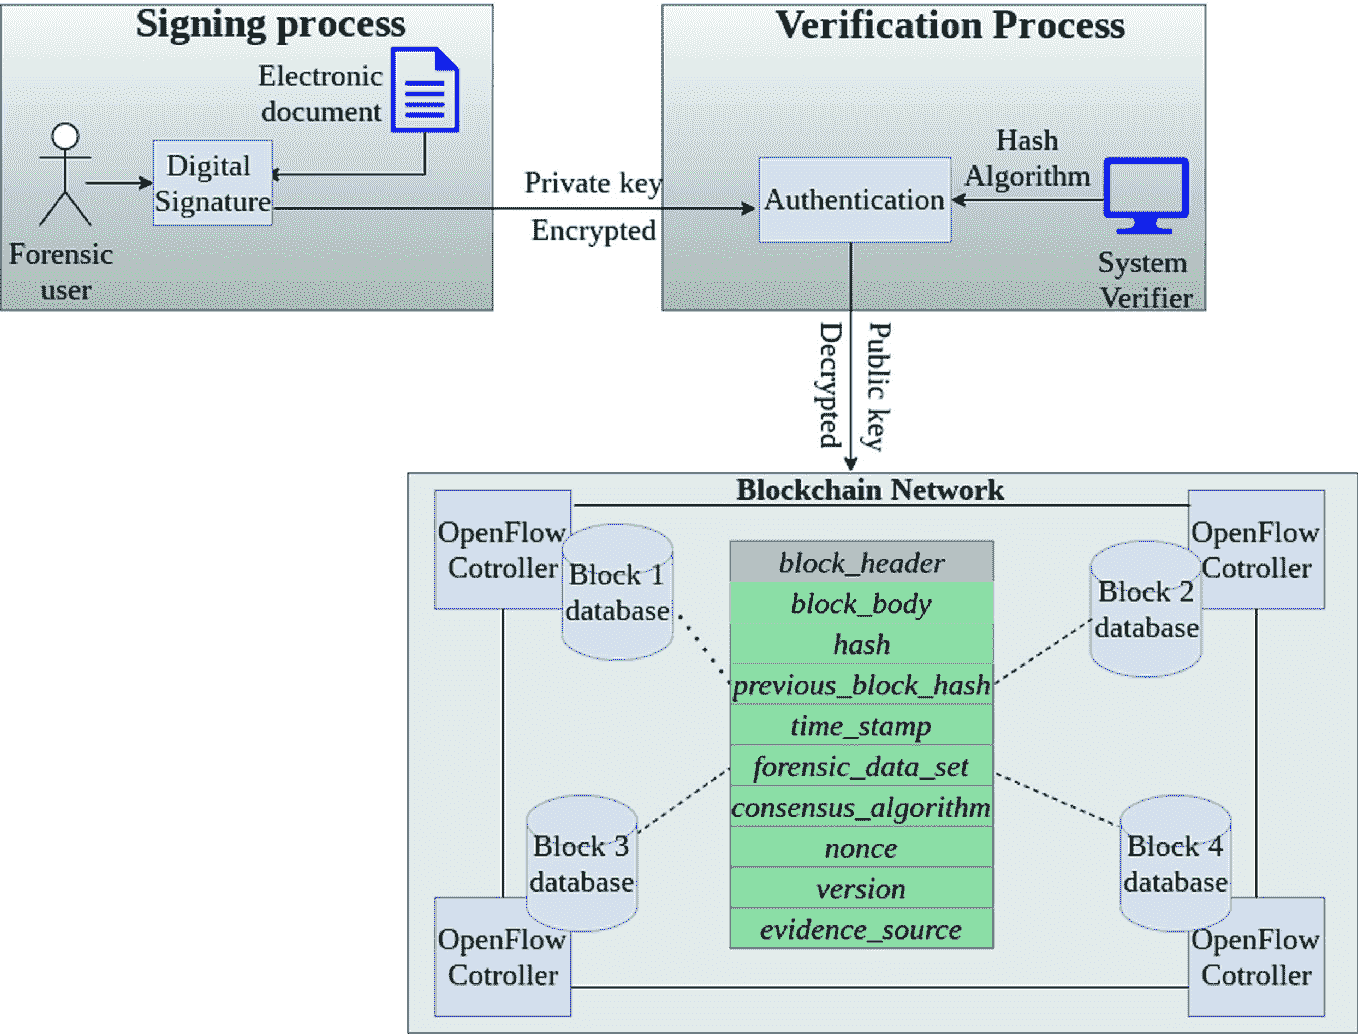 Signing process
Electronic
document
Digital
Signature
Forensic
user
Private key
Encrypted
Verification Process
Hash
Algorithm
Authentication
System
Verifier
Decrypted
Public key
Blockchain Network
OpenFlow
Cotroller
Block 1
database
OpenFlow
Cotroller
Block 2
database
block_header
block_body
hash
previous_block_hash
time_stamp
forensic_data_set
consensus_algorithm
nonce
version
evidence_source
Block 3
database
OpenFlow
Cotroller
Block 4
database
OpenFlow
Cotroller